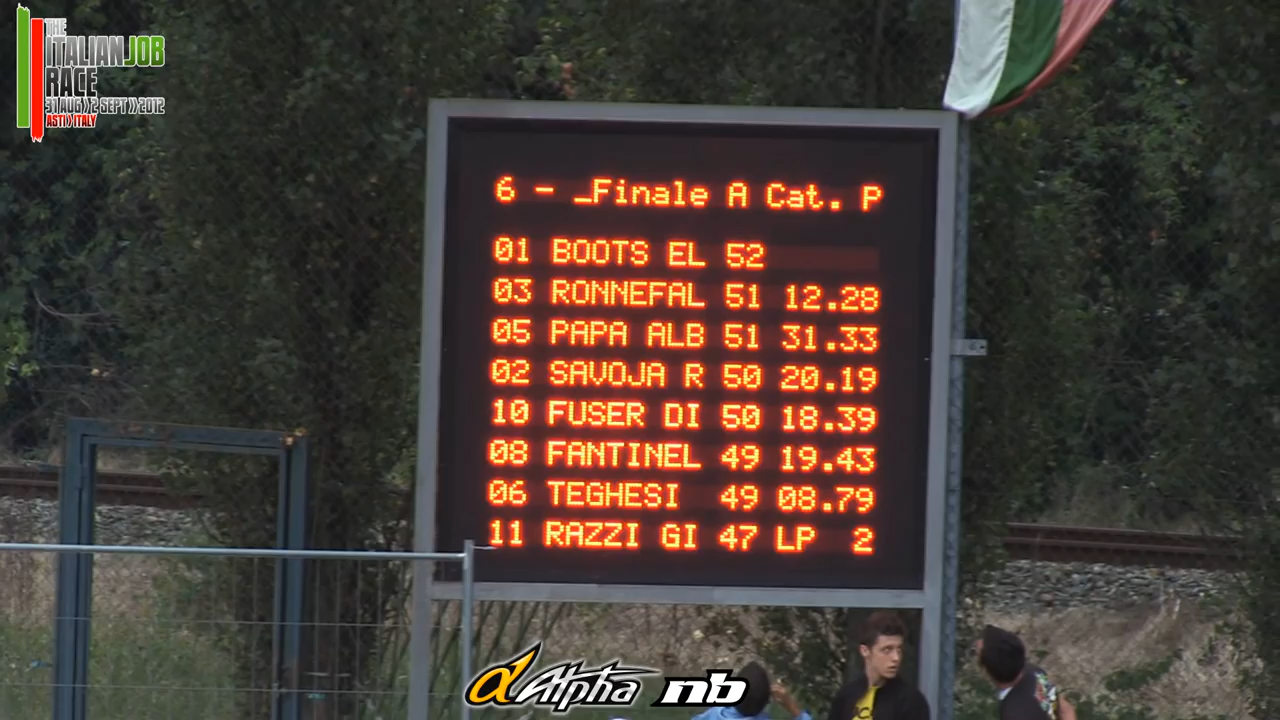 THE
ITALIANJOB
RACE
31 AUG » 2 SEPT » 2012
ASTI » ITALY
6 - _Finale A Cat. P
01 BOOTS EL 52
03 RONNEFAL 51 12.28
05 PAPA ALB 51 31.33
02 SAVOJA R 50 20.19
10 FUSER DI 50 18.39
08 FANTINEL 49 19.43
06 TEGHESI 49 08.79
11 RAZZI GI 47 LP 2
Alpha nb